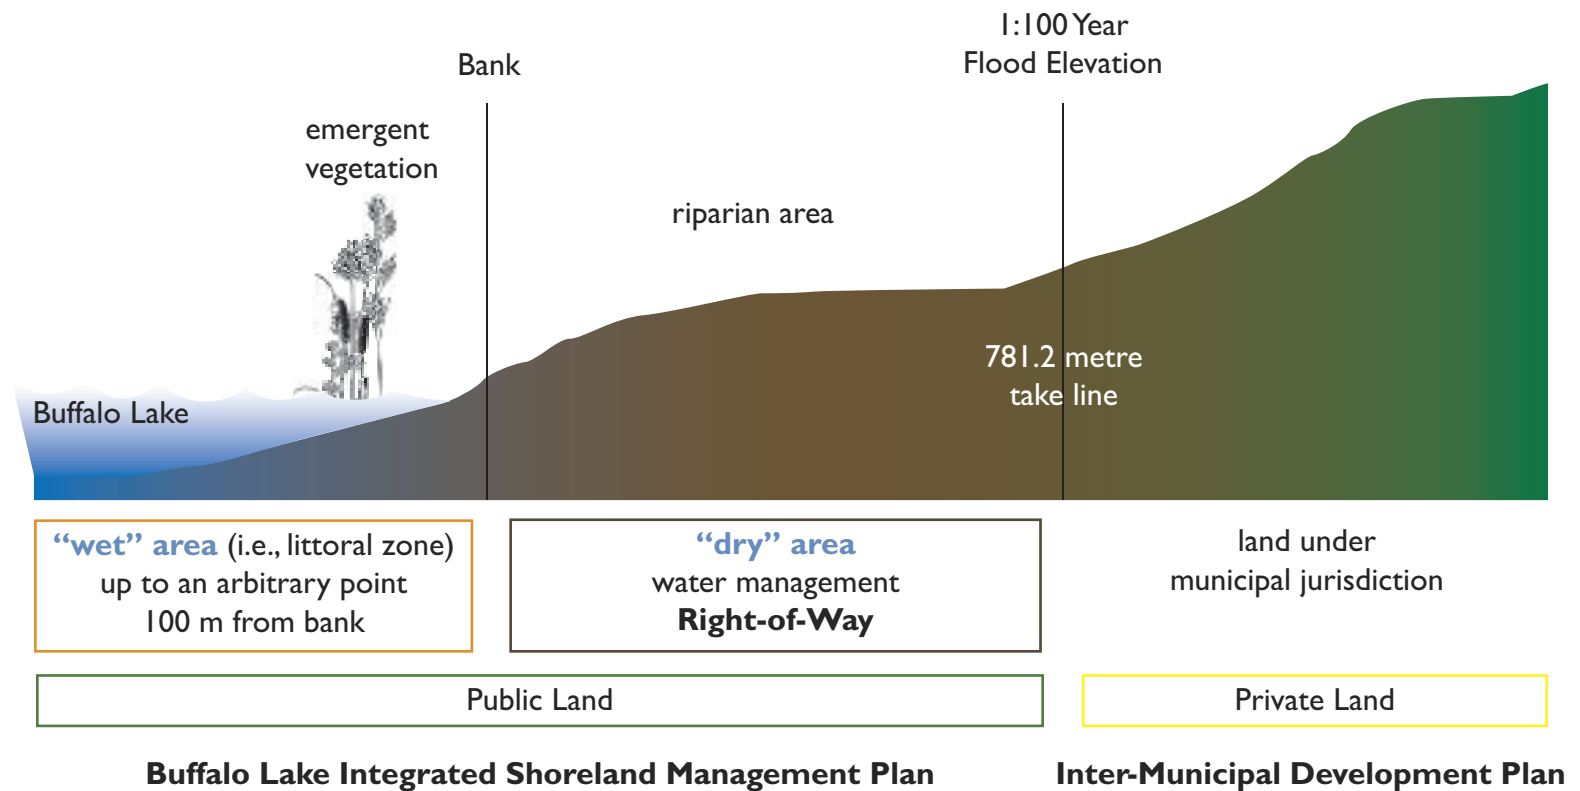 1:100 Year
Flood Elevation
Bank
emergent
vegetation
riparian area
781.2 metre
take line
Buffalo Lake
“wet” area (i.e., littoral zone)
up to an arbitrary point
100 m from bank
“dry” area
water management
Right-of-Way
land under
municipal jurisdiction
Public Land
Private Land
Buffalo Lake Integrated Shoreland Management Plan
Inter-Municipal Development Plan